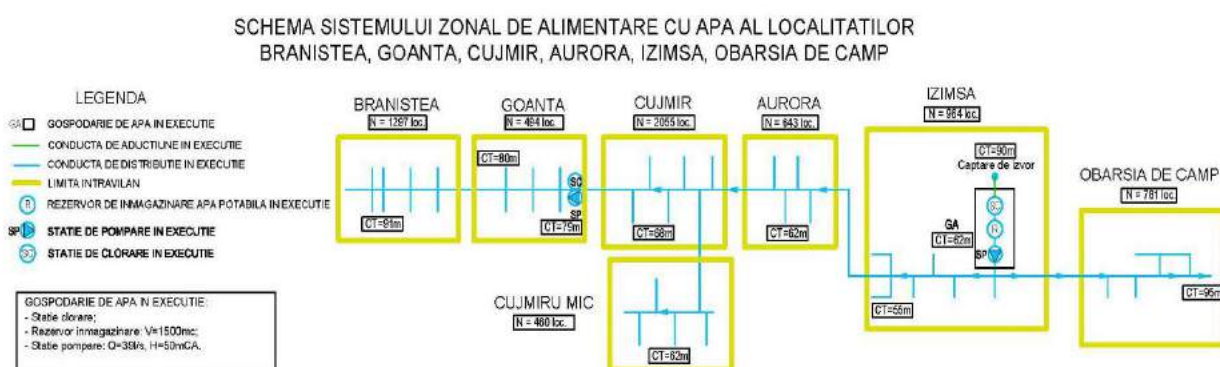 SCHEMA SISTEMULUI ZONAL DE ALIMENTARE CU APA AL LOCALITATILOR
BRANISTEA, GOANTA, CUJMIR, AURORA, IZIMSA, OBARSIA DE CAMP
LEGENDA
GA GOSPODARIE DE APA IN EXECUTIE
CONDUCTA DE ADUCTIUNE IN EXECUTIE
CONDUCTA DE DISTRIBUTIE IN EXECUTIE
LIMITA INTRAVILAN
R REZERVOR DE INMAGAZINARE APA POTABILA IN EXECUTIE
SP STATIE DE POMPARE IN EXECUTIE
SC STATIE DE CLORARE IN EXECUTIE
GOSPODARIE DE APA IN EXECUTIE:
- Statie clorare;
- Rezervor inmagazinare: V=1500mc;
- Statie pompare: Q=39l/s, H=50mCA.
BRANISTEA
N = 1297 loc.
CT=91m
GOANTA
N = 494 loc.
CT=80m
SC
SP
CT=79m
CUJMIR
N = 2055 loc.
CT=68m
CUJMIRU MIC
N = 460 loc.
CT=62m
AURORA
N = 643 loc.
CT=62m
IZIMSA
N = 964 loc.
CT=90m
Captare de izvor
SC
R
GA
CT=62m
SP
CT=55m
OBARSIA DE CAMP
N = 781 loc.
CT=95m